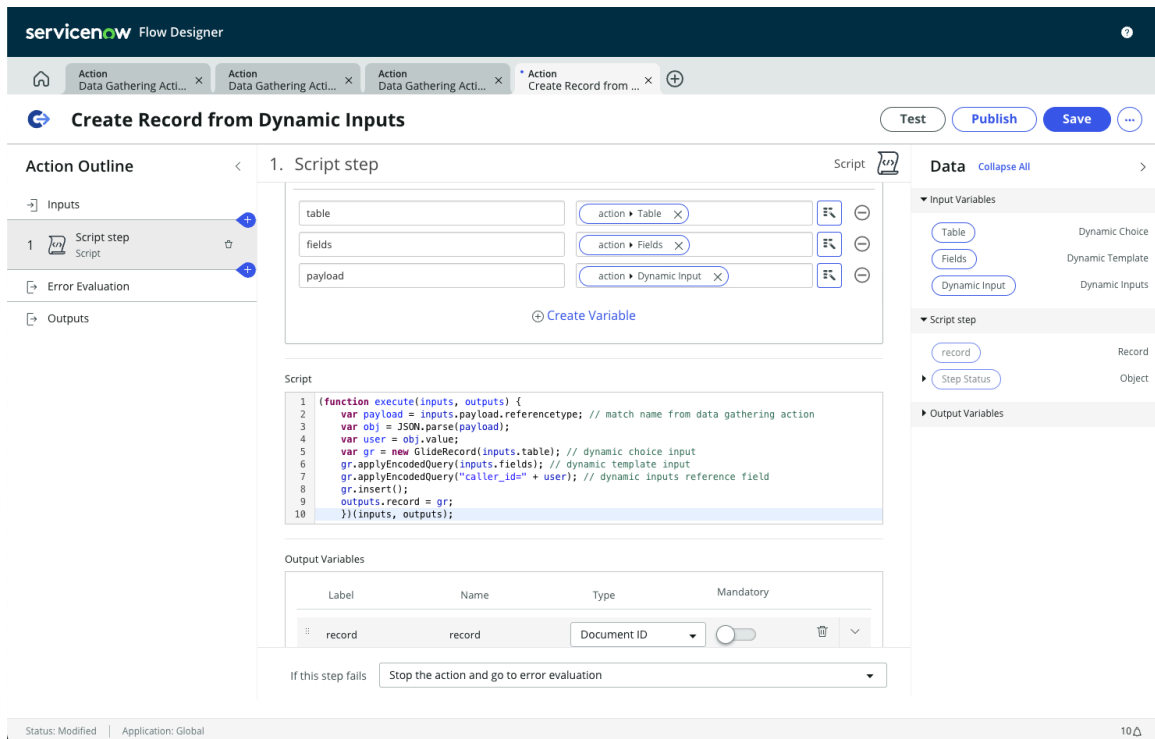 servicenow Flow Designer
Action
Data Gathering Acti...
Action
Data Gathering Acti...
Action
Data Gathering Acti...
Action
Create Record from ...
Create Record from Dynamic Inputs
Test
Publish
Save
Action Outline
Inputs
1 Script step
Script
Error Evaluation
Outputs
1. Script step
Script
table
action ▸ Table
fields
action ▸ Fields
payload
action ▸ Dynamic Input
Create Variable
Script
1 (function execute(inputs, outputs) {
2 var payload = inputs.payload.referencetype; // match name from data gathering action
3 var obj = JSON.parse(payload);
4 var user = obj.value;
5 var gr = new GlideRecord(inputs.table); // dynamic choice input
6 gr.applyEncodedQuery(inputs.fields); // dynamic template input
7 gr.applyEncodedQuery("caller_id=" + user); // dynamic inputs reference field
8 gr.insert();
9 outputs.record = gr;
10 })(inputs, outputs);
Output Variables
Label Name Type Mandatory
record record Document ID
If this step fails Stop the action and go to error evaluation
Data Collapse All
Input Variables
Table Dynamic Choice
Fields Dynamic Template
Dynamic Input Dynamic Inputs
Script step
record Record
Step Status Object
Output Variables
Status: Modified Application: Global
10